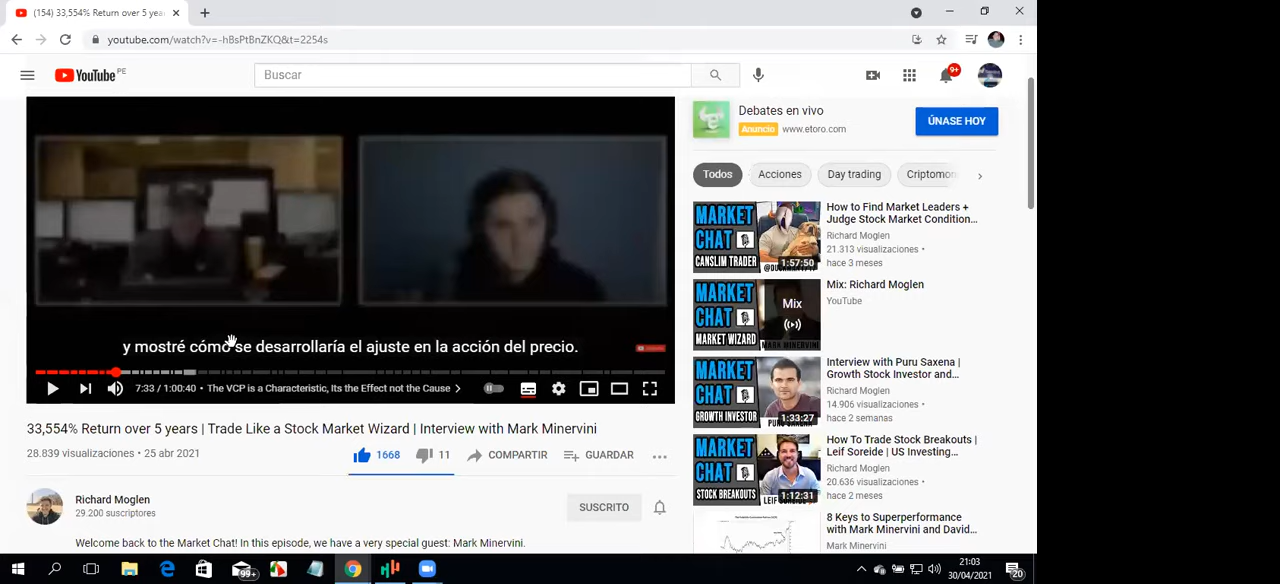 (154) 33,554% Return over 5 yea
youtube.com/watch?v=-hBsPtBnZKQ&t=2254s
YouTube PE
Buscar
9+
y mostré cómo se desarrollaría el ajuste en la acción del precio.
7:33 / 1:00:40 • The VCP is a Characteristic, Its the Effect not the Cause >
33,554% Return over 5 years | Trade Like a Stock Market Wizard | Interview with Mark Minervini
28.839 visualizaciones • 25 abr 2021
1668
11
COMPARTIR
GUARDAR
Richard Moglen
29.200 suscriptores
SUSCRITO
Welcome back to the Market Chat! In this episode, we have a very special guest: Mark Minervini.
Debates en vivo
Anuncio www.etoro.com
ÚNASE HOY
Todos
Acciones
Day trading
Criptomon
MARKET
CHAT
CANSLIM TRADER
1:57:50
How to Find Market Leaders +
Judge Stock Market Condition...
Richard Moglen
21.313 visualizaciones •
hace 3 meses
MARKET
CHAT
MARKET WIZARD
Mix
MARK MINERVINI
Mix: Richard Moglen
YouTube
MARKET
CHAT
GROWTH INVESTOR
1:33:27
Interview with Puru Saxena |
Growth Stock Investor and...
Richard Moglen
14.906 visualizaciones •
hace 2 semanas
MARKET
CHAT
STOCK BREAKOUTS
LEIF SOREIDE
1:12:31
How To Trade Stock Breakouts |
Leif Soreide | US Investing...
Richard Moglen
20.636 visualizaciones •
hace 2 meses
8 Keys to Superperformance
with Mark Minervini and David...
Mark Minervini
99+
21:03
30/04/2021
20